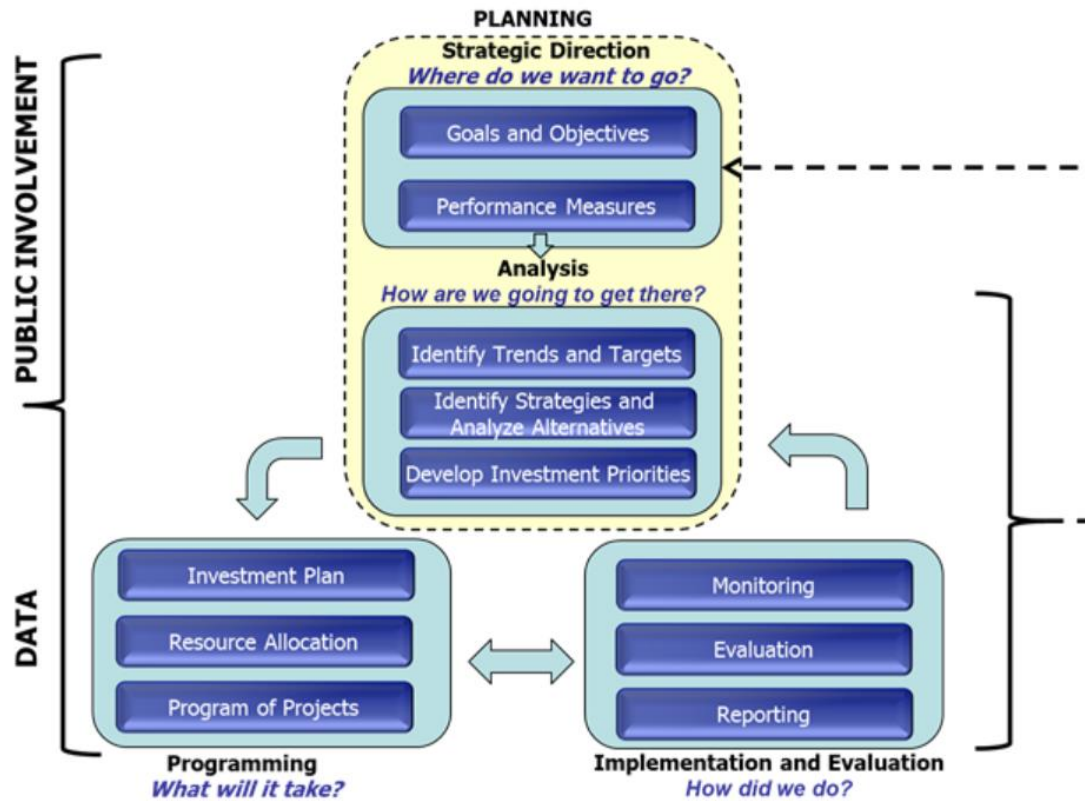 PLANNING
Strategic Direction
Where do we want to go?
Goals and Objectives
Performance Measures
Analysis
How are we going to get there?
Identify Trends and Targets
Identify Strategies and
Analyze Alternatives
Develop Investment Priorities
PUBLIC INVOLVEMENT
DATA
Investment Plan
Resource Allocation
Program of Projects
Programming
What will it take?
Monitoring
Evaluation
Reporting
Implementation and Evaluation
How did we do?